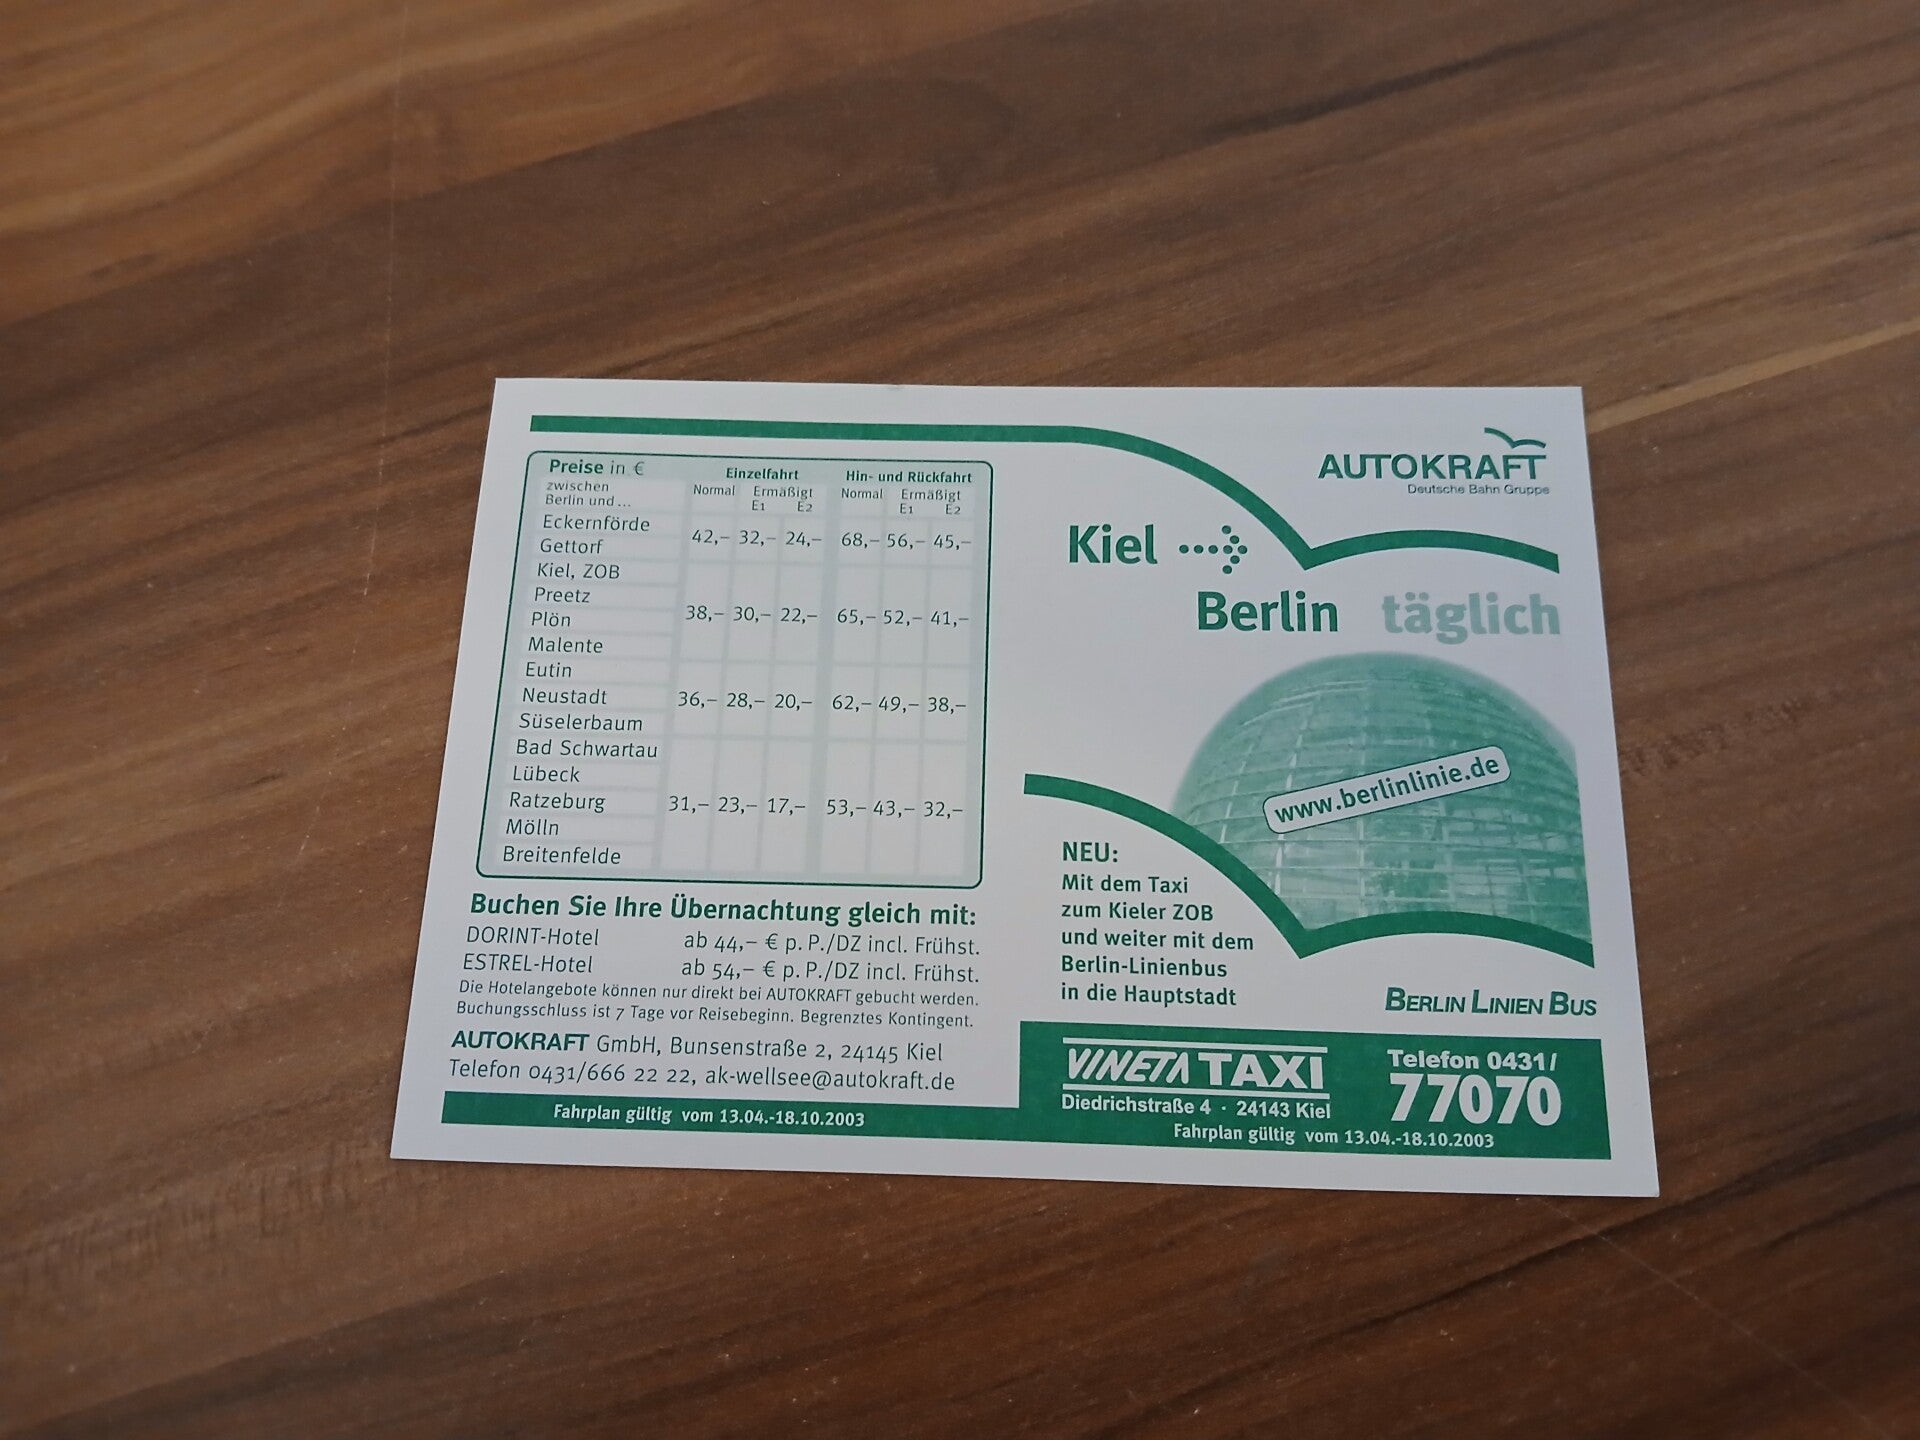 Preise in €
zwischen
Berlin und ...
Einzelfahrt
Hin- und Rückfahrt
Normal Ermäßigt Normal Ermäßigt
E1 E2 E1 E2
Eckernförde
42,– 32,– 24,– 68,– 56,– 45,–
Gettorf
Kiel, ZOB
Preetz
38,– 30,– 22,– 65,– 52,– 41,–
Plön
Malente
Eutin
Neustadt 36,– 28,– 20,– 62,– 49,– 38,–
Süselerbaum
Bad Schwartau
Lübeck
Ratzeburg 31,– 23,– 17,– 53,– 43,– 32,–
Mölln
Breitenfelde
Buchen Sie Ihre Übernachtung gleich mit:
DORINT-Hotel ab 44,– € p. P./DZ incl. Frühst.
ESTREL-Hotel ab 54,– € p. P./DZ incl. Frühst.
Die Hotelangebote können nur direkt bei AUTOKRAFT gebucht werden.
Buchungsschluss ist 7 Tage vor Reisebeginn. Begrenztes Kontingent.
AUTOKRAFT GmbH, Bunsenstraße 2, 24145 Kiel
Telefon 0431/666 22 22, ak-wellsee@autokraft.de
Fahrplan gültig vom 13.04.-18.10.2003
AUTOKRAFT
Deutsche Bahn Gruppe
Kiel
Berlin täglich
www.berlinlinie.de
NEU:
Mit dem Taxi
zum Kieler ZOB
und weiter mit dem
Berlin-Linienbus
in die Hauptstadt
BERLIN LINIEN BUS
VINETA TAXI
Diedrichstraße 4 · 24143 Kiel
Telefon 0431/
77070
Fahrplan gültig vom 13.04.-18.10.2003